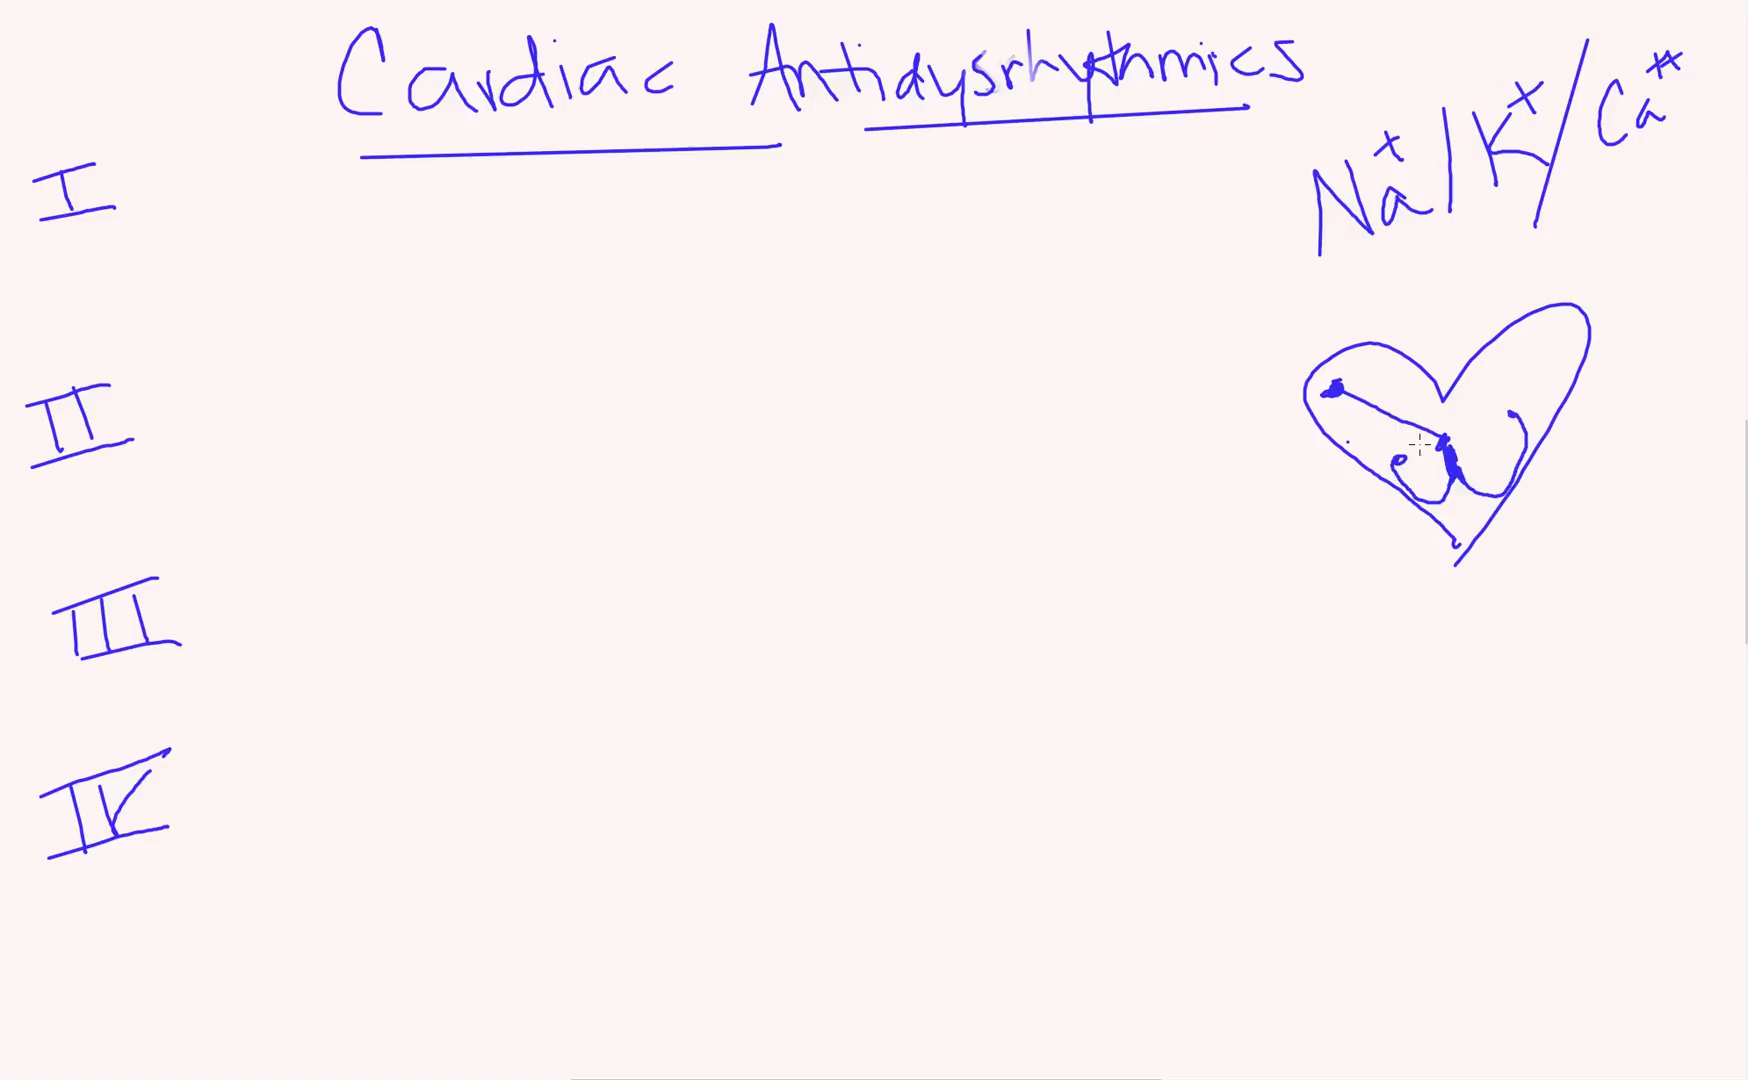 Cardiac Antidysrhythmics
Na+/K+/Ca++
I
II
III
IV